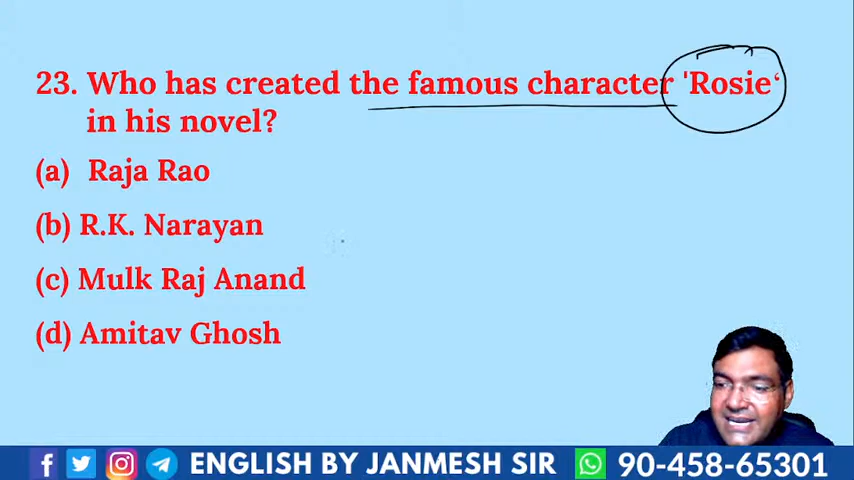 23. Who has created the famous character 'Rosie‘
in his novel?
(a) Raja Rao
(b) R.K. Narayan
(c) Mulk Raj Anand
(d) Amitav Ghosh
ENGLISH BY JANMESH SIR 90-458-65301